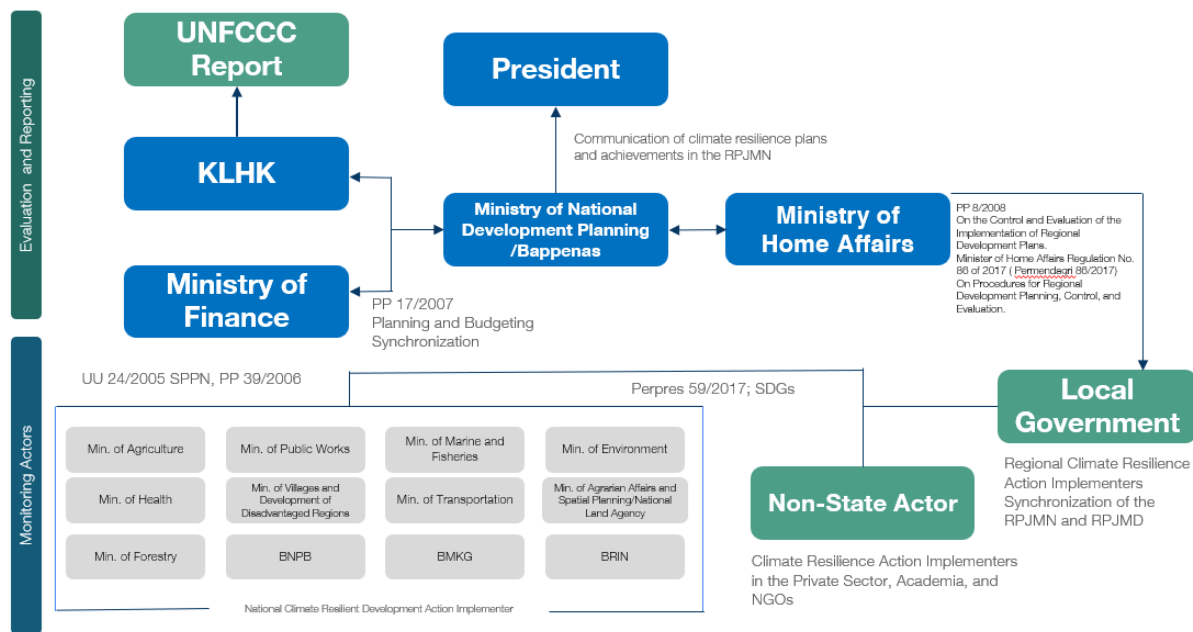 Evaluation and Reporting
UNFCCC
Report
President
Communication of climate resilience plans
and achievements in the RPJMN
KLHK
Ministry of National
Development Planning
/Bappenas
Ministry of
Home Affairs
PP 8/2008
On the Control and Evaluation of the
Implementation of Regional
Development Plans.
Minister of Home Affairs Regulation No.
86 of 2017 ( Permendagri 86/2017)
On Procedures for Regional
Development Planning, Control, and
Evaluation.
Ministry of
Finance
PP 17/2007
Planning and Budgeting
Synchronization
Monitoring Actors
UU 24/2005 SPPN, PP 39/2006
Perpres 59/2017; SDGs
Local
Government
Regional Climate Resilience
Action Implementers
Synchronization of the
RPJMN and RPJMD
Min. of Agriculture
Min. of Public Works
Min. of Marine and
Fisheries
Min. of Environment
Min. of Health
Min. of Villages and
Development of
Disadvantaged Regions
Min. of Transportation
Min. of Agrarian Affairs and
Spatial Planning/National
Land Agency
Min. of Forestry
BNPB
BMKG
BRIN
National Climate Resilient Development Action Implementer
Non-State Actor
Climate Resilience Action Implementers
in the Private Sector, Academia, and
NGOs